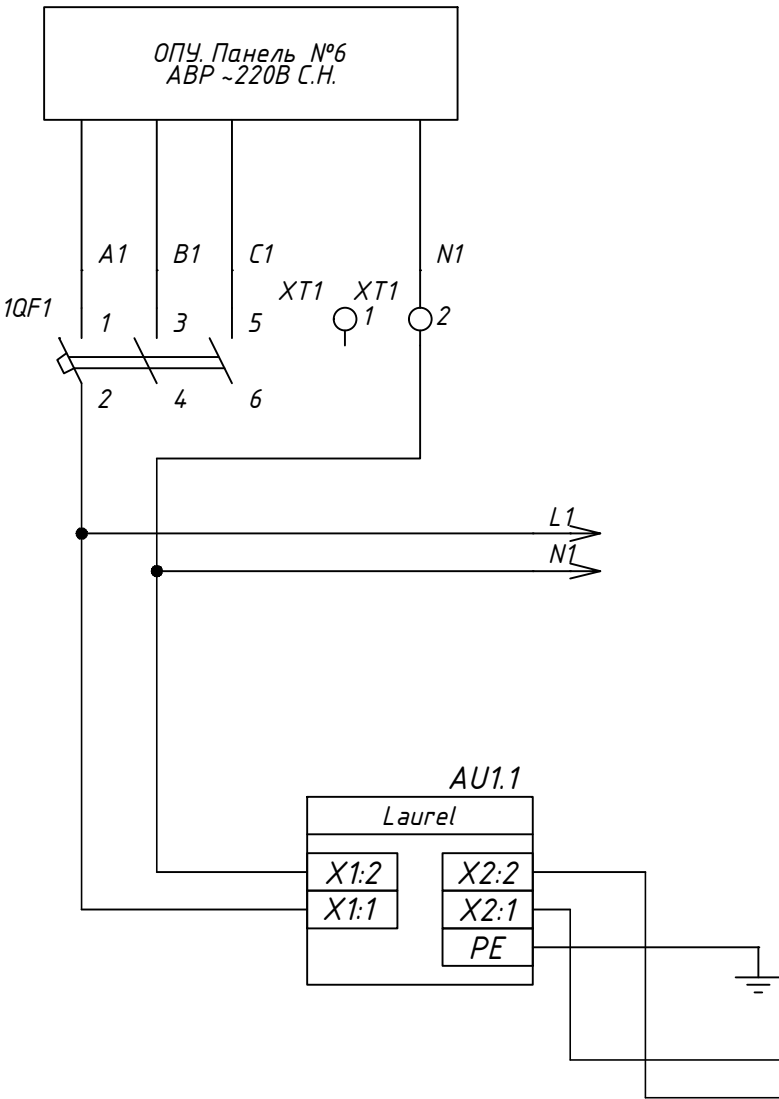 ОПУ. Панель №6
АВР ~220В С.Н.
A1 B1 C1 N1
XT1 XT1
1QF1 1 3 5 1 2
2 4 6
L1
N1
AU1.1
Laurel
X1:2 X2:2
X1:1 X2:1
PE